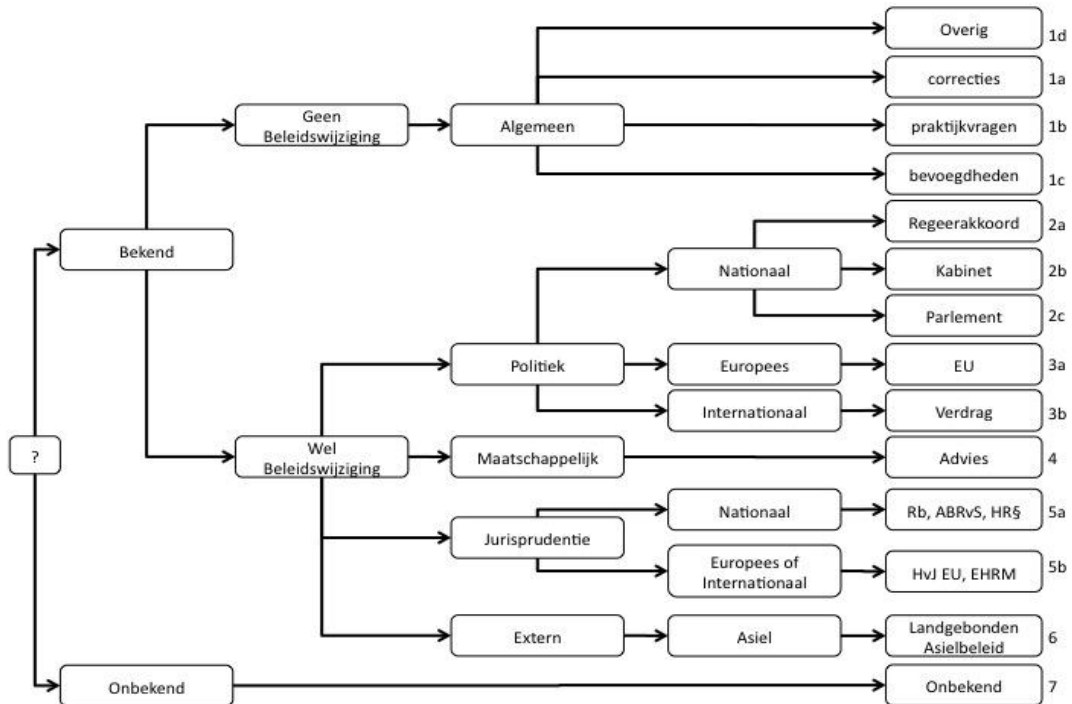 Overig 1d
correcties 1a
Geen
Beleidswijziging
Algemeen
praktijkvragen 1b
bevoegdheden 1c
Regeerakkoord 2a
Bekend
Nationaal
Kabinet 2b
Parlement 2c
Politiek
Europees
EU 3a
Internationaal
Verdrag 3b
?
Wel
Beleidswijziging
Maatschappelijk
Advies 4
Nationaal
Rb, ABRvS, HR§ 5a
Jurisprudentie
Europees of
Internationaal
HvJ EU, EHRM 5b
Extern
Asiel
Landgebonden
Asielbeleid 6
Onbekend
Onbekend 7